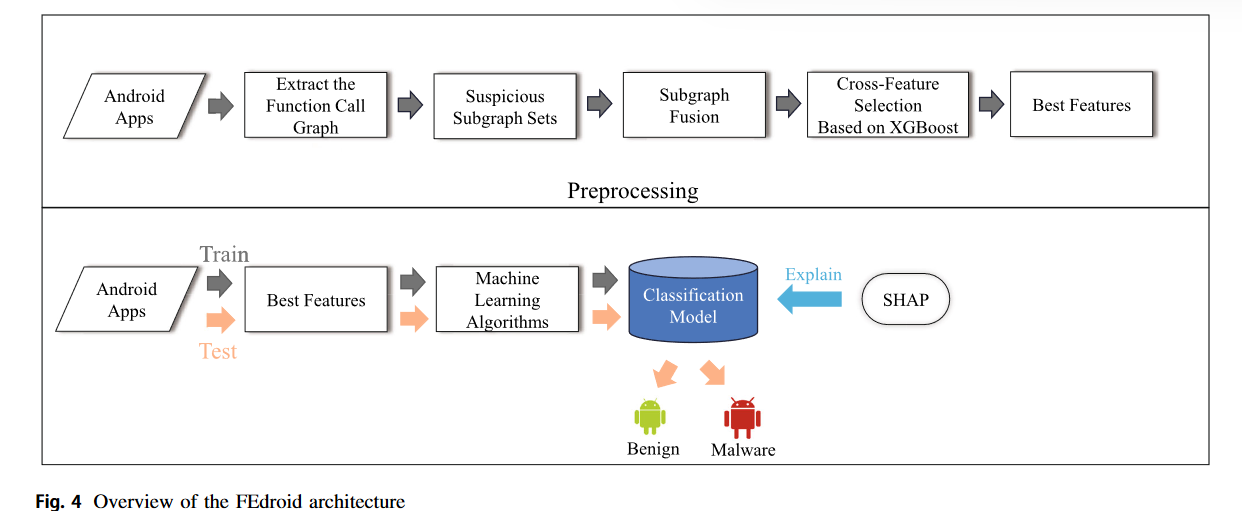 Android
Apps
Extract the
Function Call
Graph
Suspicious
Subgraph Sets
Subgraph
Fusion
Cross-Feature
Selection
Based on XGBoost
Best Features
Preprocessing
Train
Android
Apps
Test
Best Features
Machine
Learning
Algorithms
Classification
Model
Explain
SHAP
Benign
Malware
Fig. 4 Overview of the FEdroid architecture